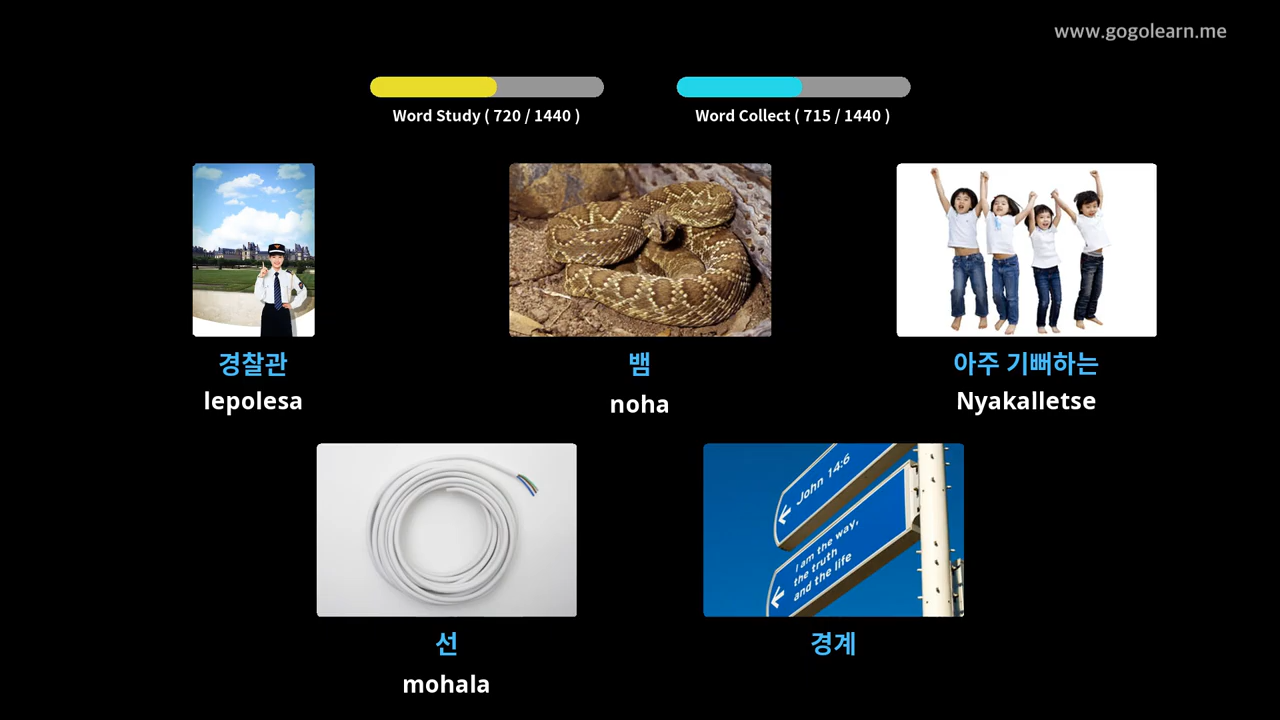 www.gogolearn.me
Word Study ( 720 / 1440 )
Word Collect ( 715 / 1440 )
경찰관
lepolesa
뱀
noha
아주 기뻐하는
Nyakalletse
John 14:6
I am the way,
the truth
and the life
선
mohala
경계